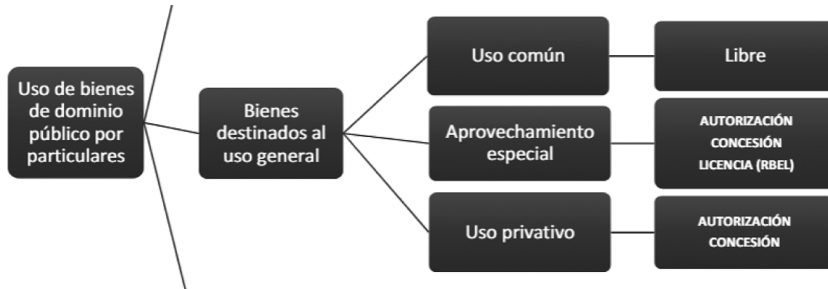 Uso de bienes
de dominio
público por
particulares
Bienes
destinados al
uso general
Uso común
Libre
Aprovechamiento
especial
AUTORIZACIÓN
CONCESIÓN
LICENCIA (RBEL)
Uso privativo
AUTORIZACIÓN
CONCESIÓN